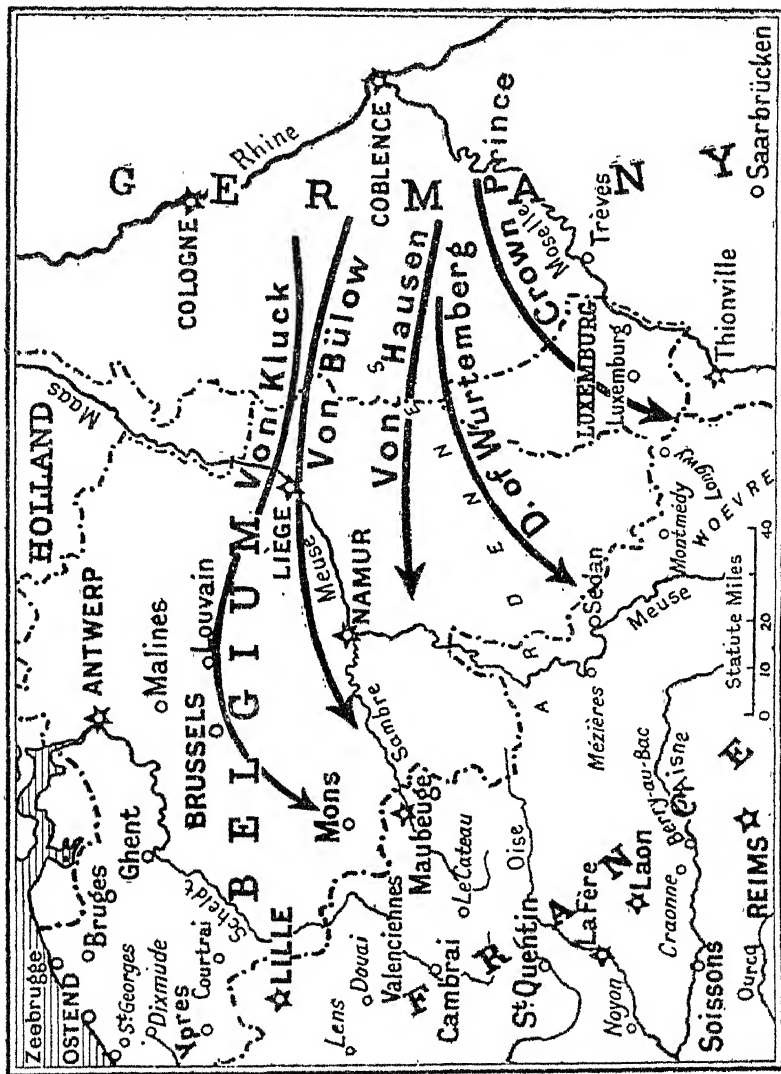 Zeebrugge
OSTEND
Bruges
St Georges
Dixmude
Ypres
Courtrai
Ghent
Scheldt
ANTWERP
HOLLAND
Maas
Malines
BRUSSELS
Louvain
BELGIUM
LILLE
Mons
LIÈGE
Meuse
NAMUR
Sambre
Maubeuge
Lens
Douai
Valenciennes
Cambrai
Le Cateau
St. Quentin
Oise
La Fère
Noyon
Laon
Craonne
Berry-au-Bac
Aisne
Soissons
REIMS
Ourcq
Mézières
Sedan
Meuse
Montmédy
Longwy
WOEVRE
ARDENNES
LUXEMBURG
Luxemburg
Thionville
Trèves
Saarbrücken
Moselle
COLOGNE
Rhine
COBLENCE
GERMANY
Von Kluck
Von Bülow
Von Hausen
D. of Wurtemberg
Crown Prince
0 10 20 40
Statute Miles